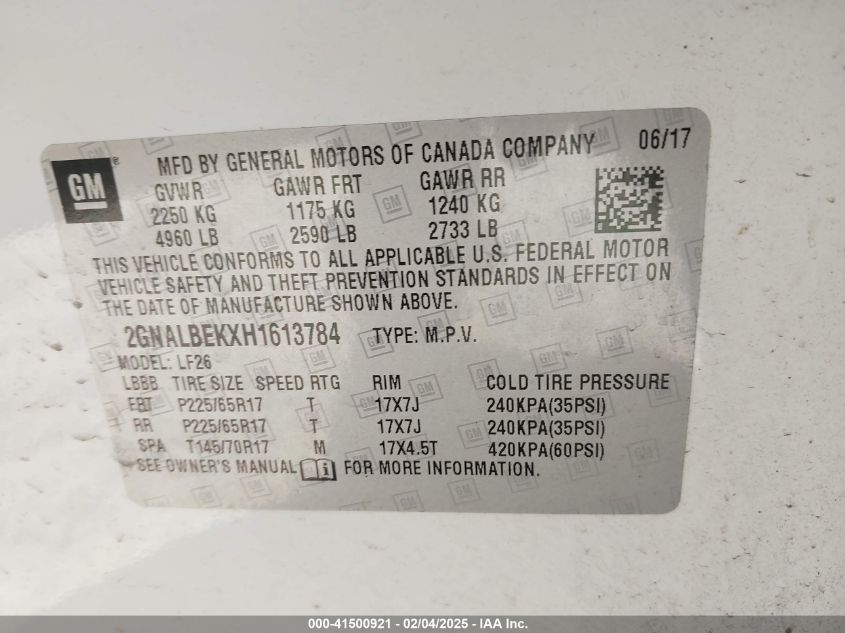 MFD BY GENERAL MOTORS OF CANADA COMPANY 06/17
GM ®
GVWR GAWR FRT GAWR RR
2250 KG 1175 KG 1240 KG
4960 LB 2590 LB 2733 LB
THIS VEHICLE CONFORMS TO ALL APPLICABLE U.S. FEDERAL MOTOR
VEHICLE SAFETY AND THEFT PREVENTION STANDARDS IN EFFECT ON
THE DATE OF MANUFACTURE SHOWN ABOVE.
2GNALBEKXH1613784 TYPE: M.P.V.
MODEL: LF26
LBBB TIRE SIZE SPEED RTG RIM COLD TIRE PRESSURE
FRT P225/65R17 T 17X7J 240KPA(35PSI)
RR P225/65R17 T 17X7J 240KPA(35PSI)
SPA T145/70R17 M 17X4.5T 420KPA(60PSI)
SEE OWNER'S MANUAL FOR MORE INFORMATION.
000-41500921 - 02/04/2025 - IAA Inc.